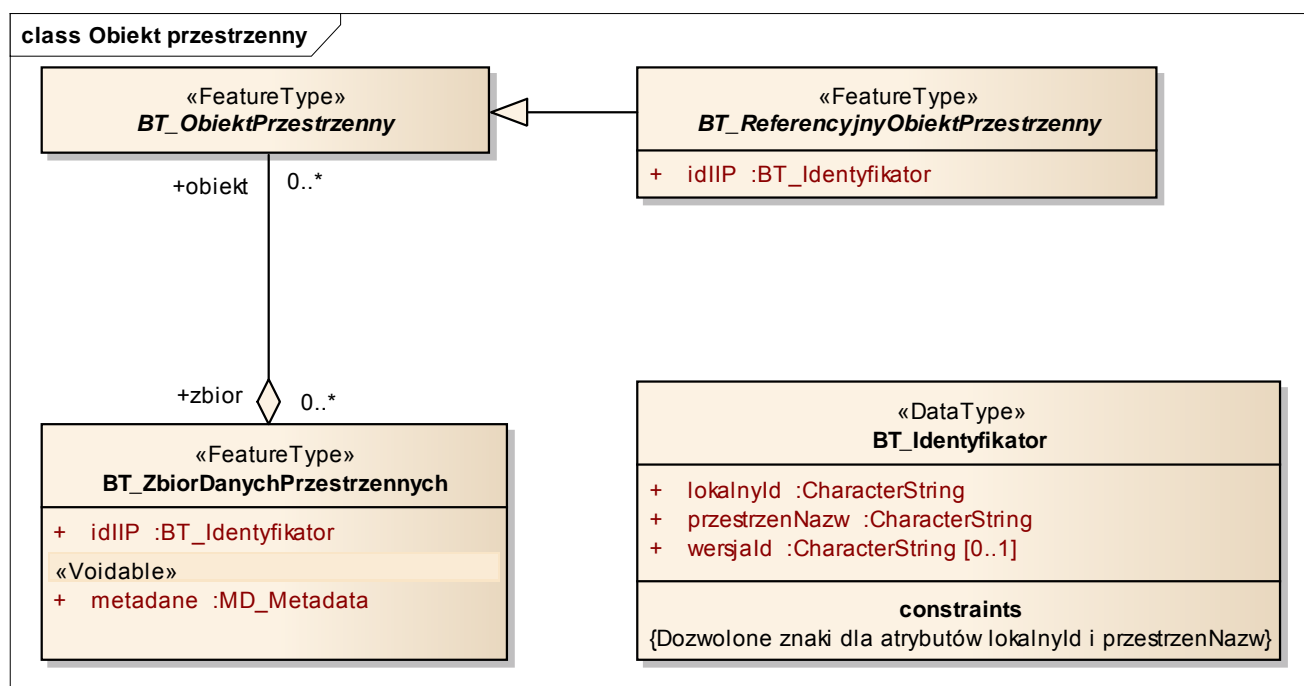 class Obiekt przestrzenny
«FeatureType»
BT_ObiektPrzestrzenny
«FeatureType»
BT_ReferencyjnyObiektPrzestrzenny
+ idIIP :BT_Identyfikator
+obiekt 0..*
+zbior 0..*
«FeatureType»
BT_ZbiorDanychPrzestrzennych
+ idIIP :BT_Identyfikator
«Voidable»
+ metadane :MD_Metadata
«DataType»
BT_Identyfikator
+ lokalnyId :CharacterString
+ przestrzenNazw :CharacterString
+ wersjaId :CharacterString [0..1]
constraints
{Dozwolone znaki dla atrybutów lokalnyId i przestrzenNazw}